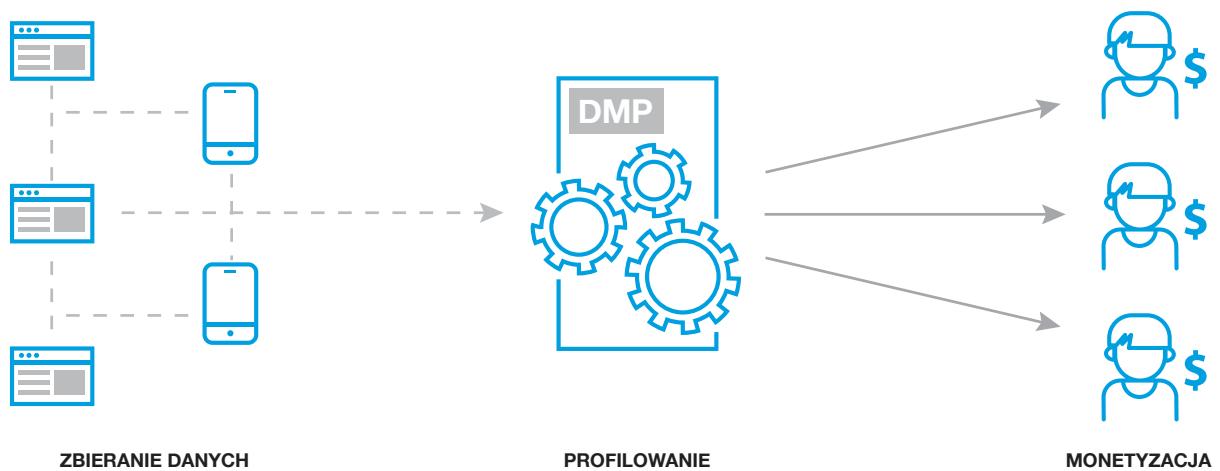 DMP
$
$
$
ZBIERANIE DANYCH
PROFILOWANIE
MONETYZACJA